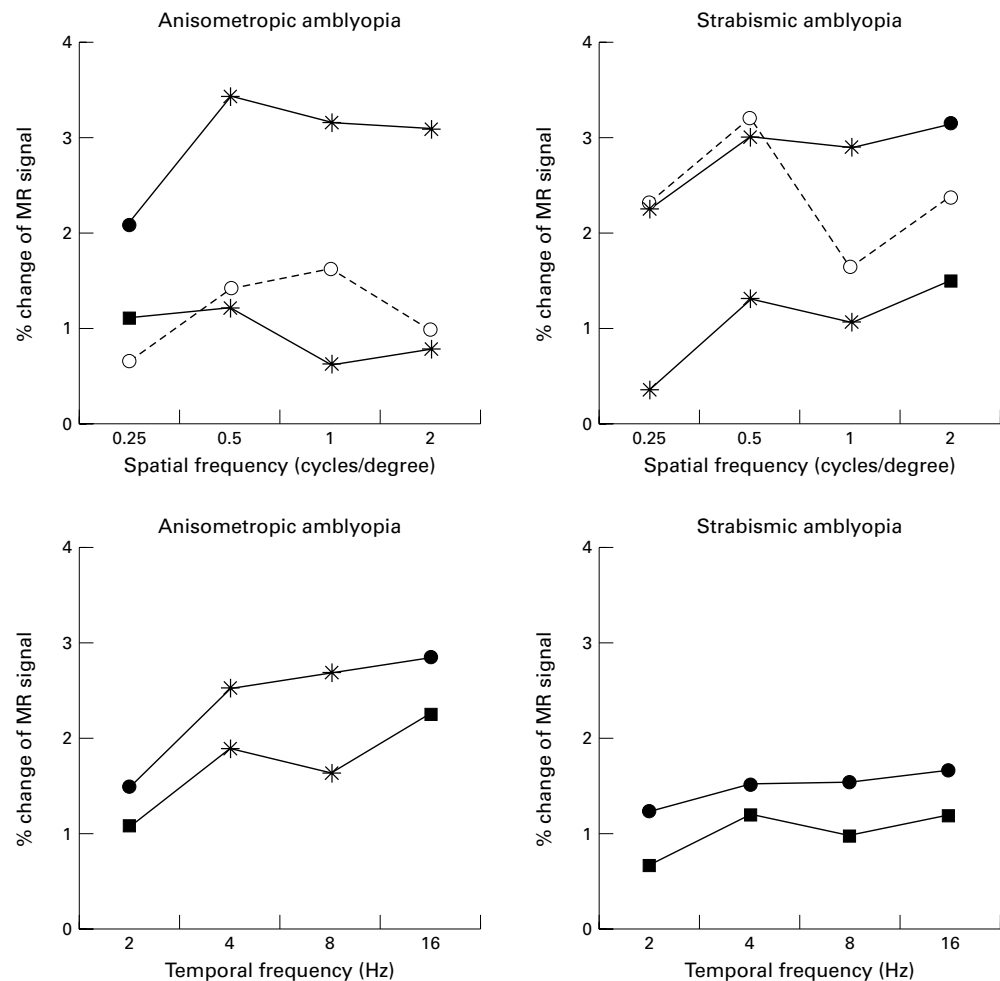 Anisometropic amblyopia
4
3
2
1
0
% change of MR signal
0.25 0.5 1 2
Spatial frequency (cycles/degree)
Strabismic amblyopia
4
3
2
1
0
% change of MR signal
0.25 0.5 1 2
Spatial frequency (cycles/degree)
Anisometropic amblyopia
4
3
2
1
0
% change of MR signal
2 4 8 16
Temporal frequency (Hz)
Strabismic amblyopia
4
3
2
1
0
% change of MR signal
2 4 8 16
Temporal frequency (Hz)